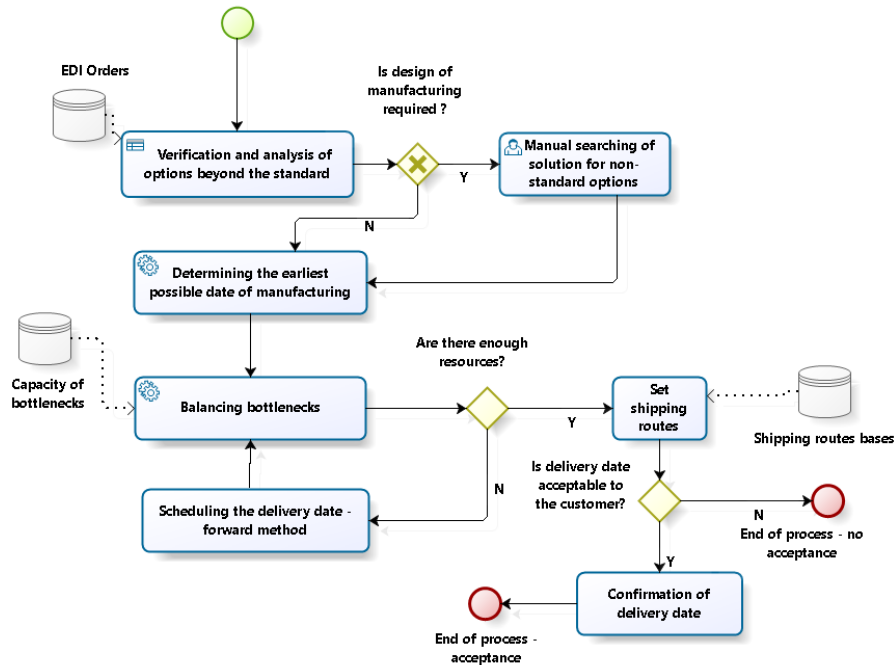 EDI Orders
Is design of
manufacturing
required ?
Verification and analysis of
options beyond the standard
Y
Manual searching of
solution for non-
standard options
N
Determining the earliest
possible date of manufacturing
Capacity of
bottlenecks
Balancing bottlenecks
Are there enough
resources?
Y
N
Set
shipping
routes
Shipping routes bases
Scheduling the delivery date -
forward method
Is delivery date
acceptable to
the customer?
N
End of process - no
acceptance
Y
Confirmation of
delivery date
End of process -
acceptance